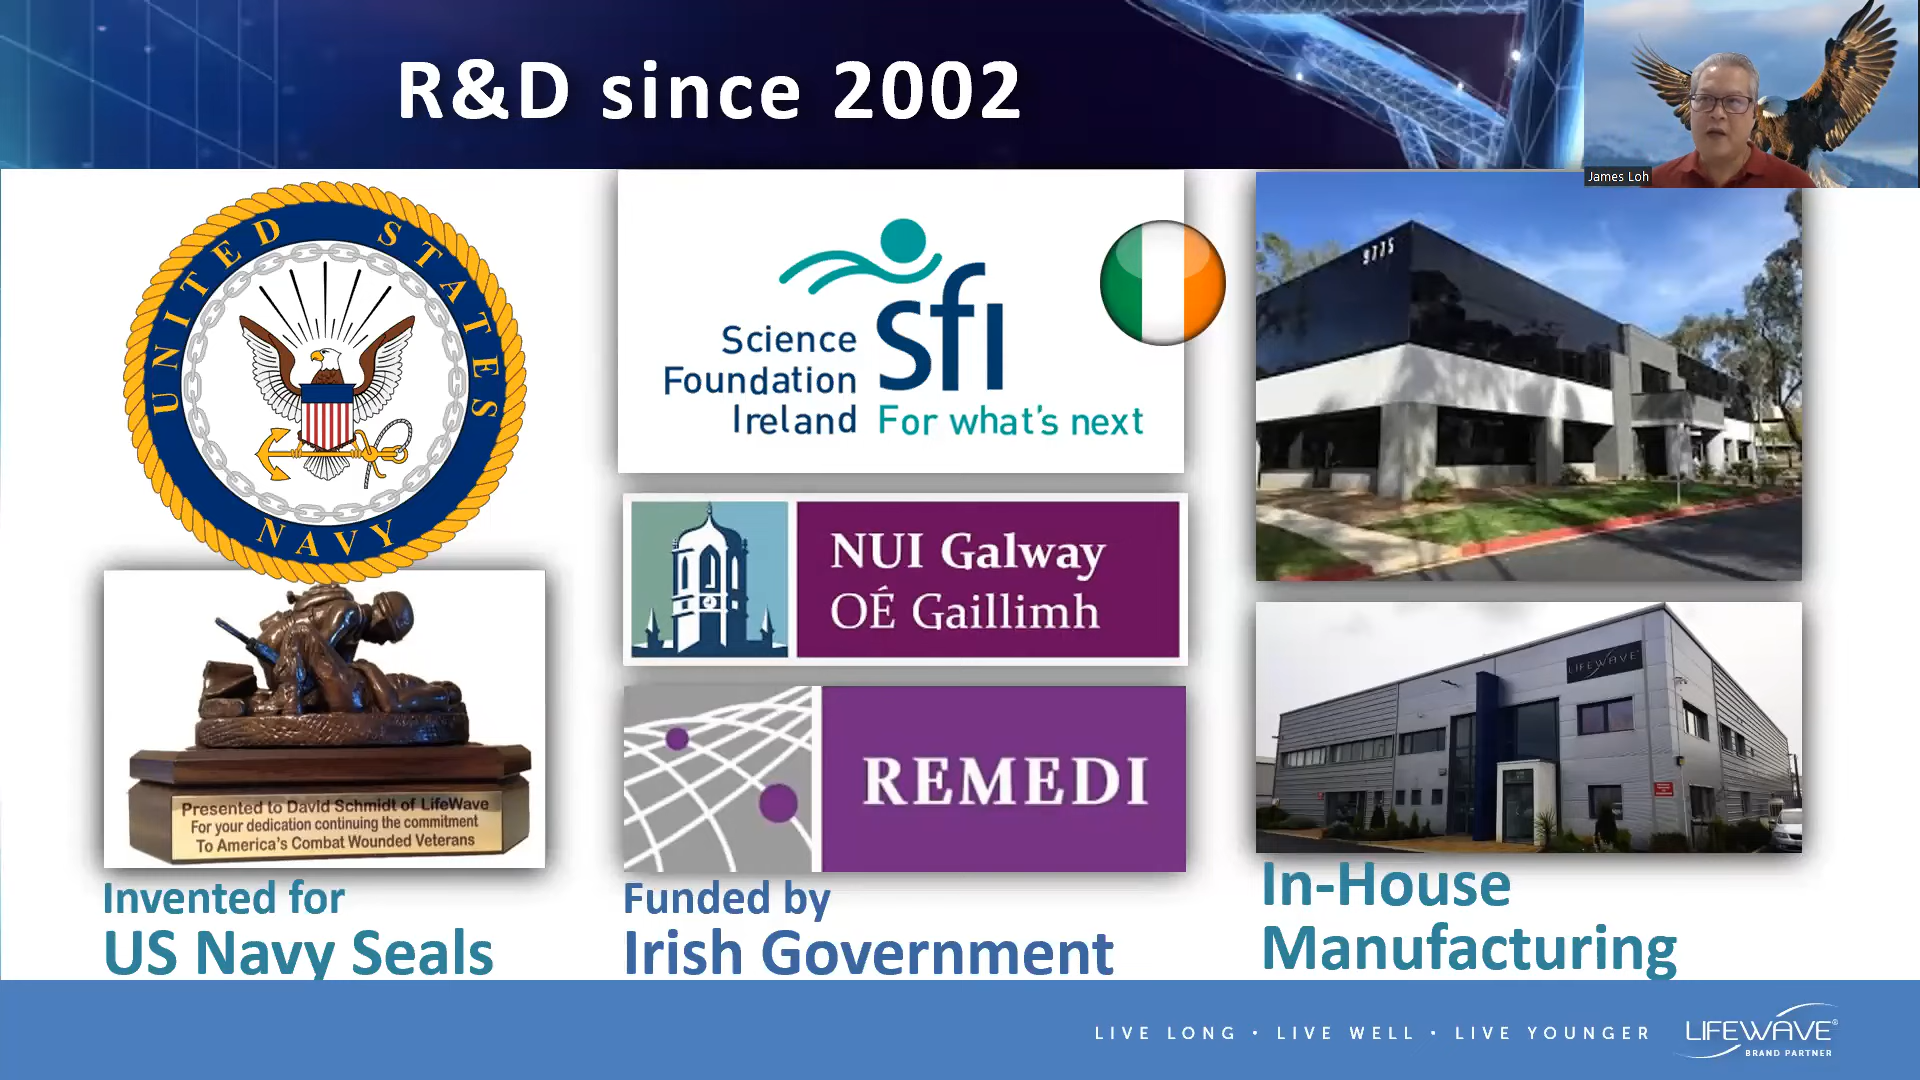 R&D since 2002
James Loh
UNITED STATES
NAVY
Presented to David Schmidt of LifeWave
For your dedication continuing the commitment
To America's Combat Wounded Veterans
Invented for
US Navy Seals
Science
Foundation
Ireland
sfi
For what's next
NUI Galway
OÉ Gaillimh
REMEDI
Funded by
Irish Government
9775
LIFEWAVE
In-House
Manufacturing
LIVE LONG • LIVE WELL • LIVE YOUNGER
LIFEWAVE®
BRAND PARTNER